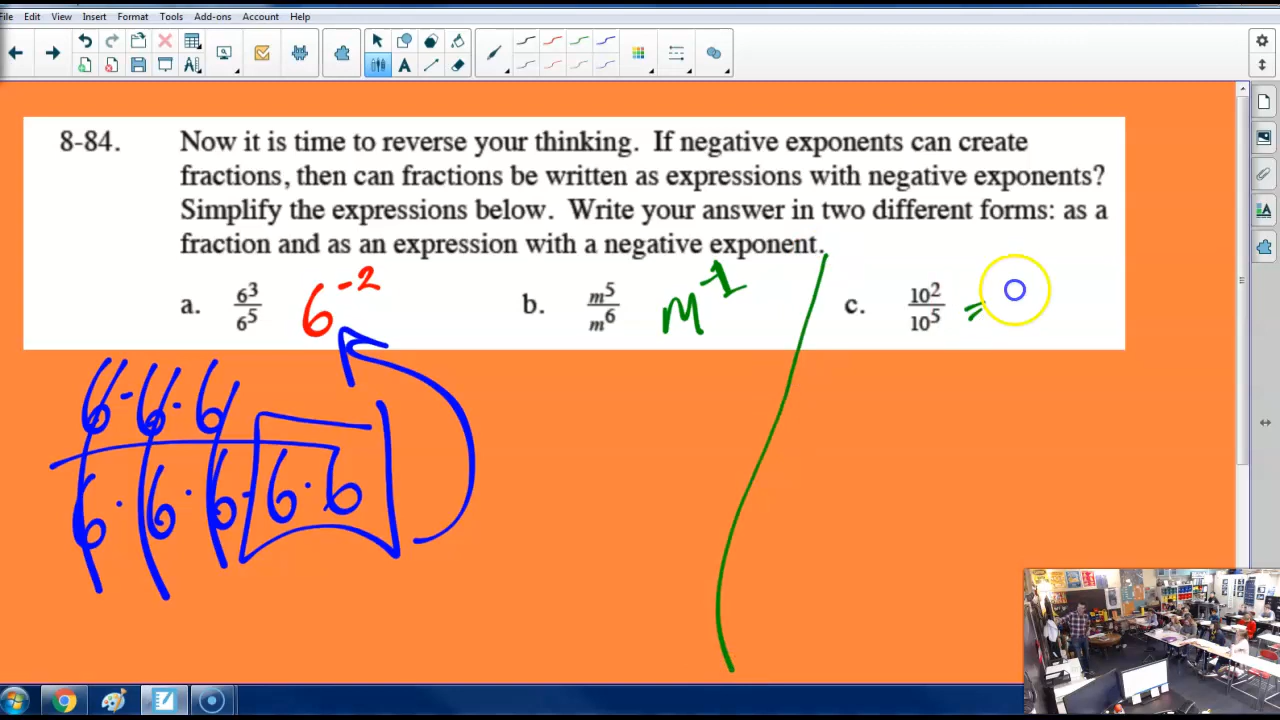 File Edit View Insert Format Tools Add-ons Account Help
8-84. Now it is time to reverse your thinking. If negative exponents can create
fractions, then can fractions be written as expressions with negative exponents?
Simplify the expressions below. Write your answer in two different forms: as a
fraction and as an expression with a negative exponent.
a. 6³/6⁵ 6⁻² b. m⁵/m⁶ m⁻¹ c. 10²/10⁵ =
6·6·6
6·6·6·6·6